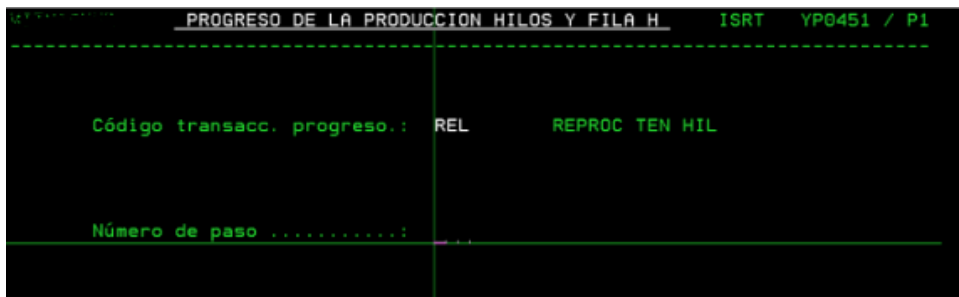 PROGRESO DE LA PRODUCCION HILOS Y FILA H ISRT YP0451 / P1
Código transacc. progreso.: REL REPROC TEN HIL
Número de paso ...........: